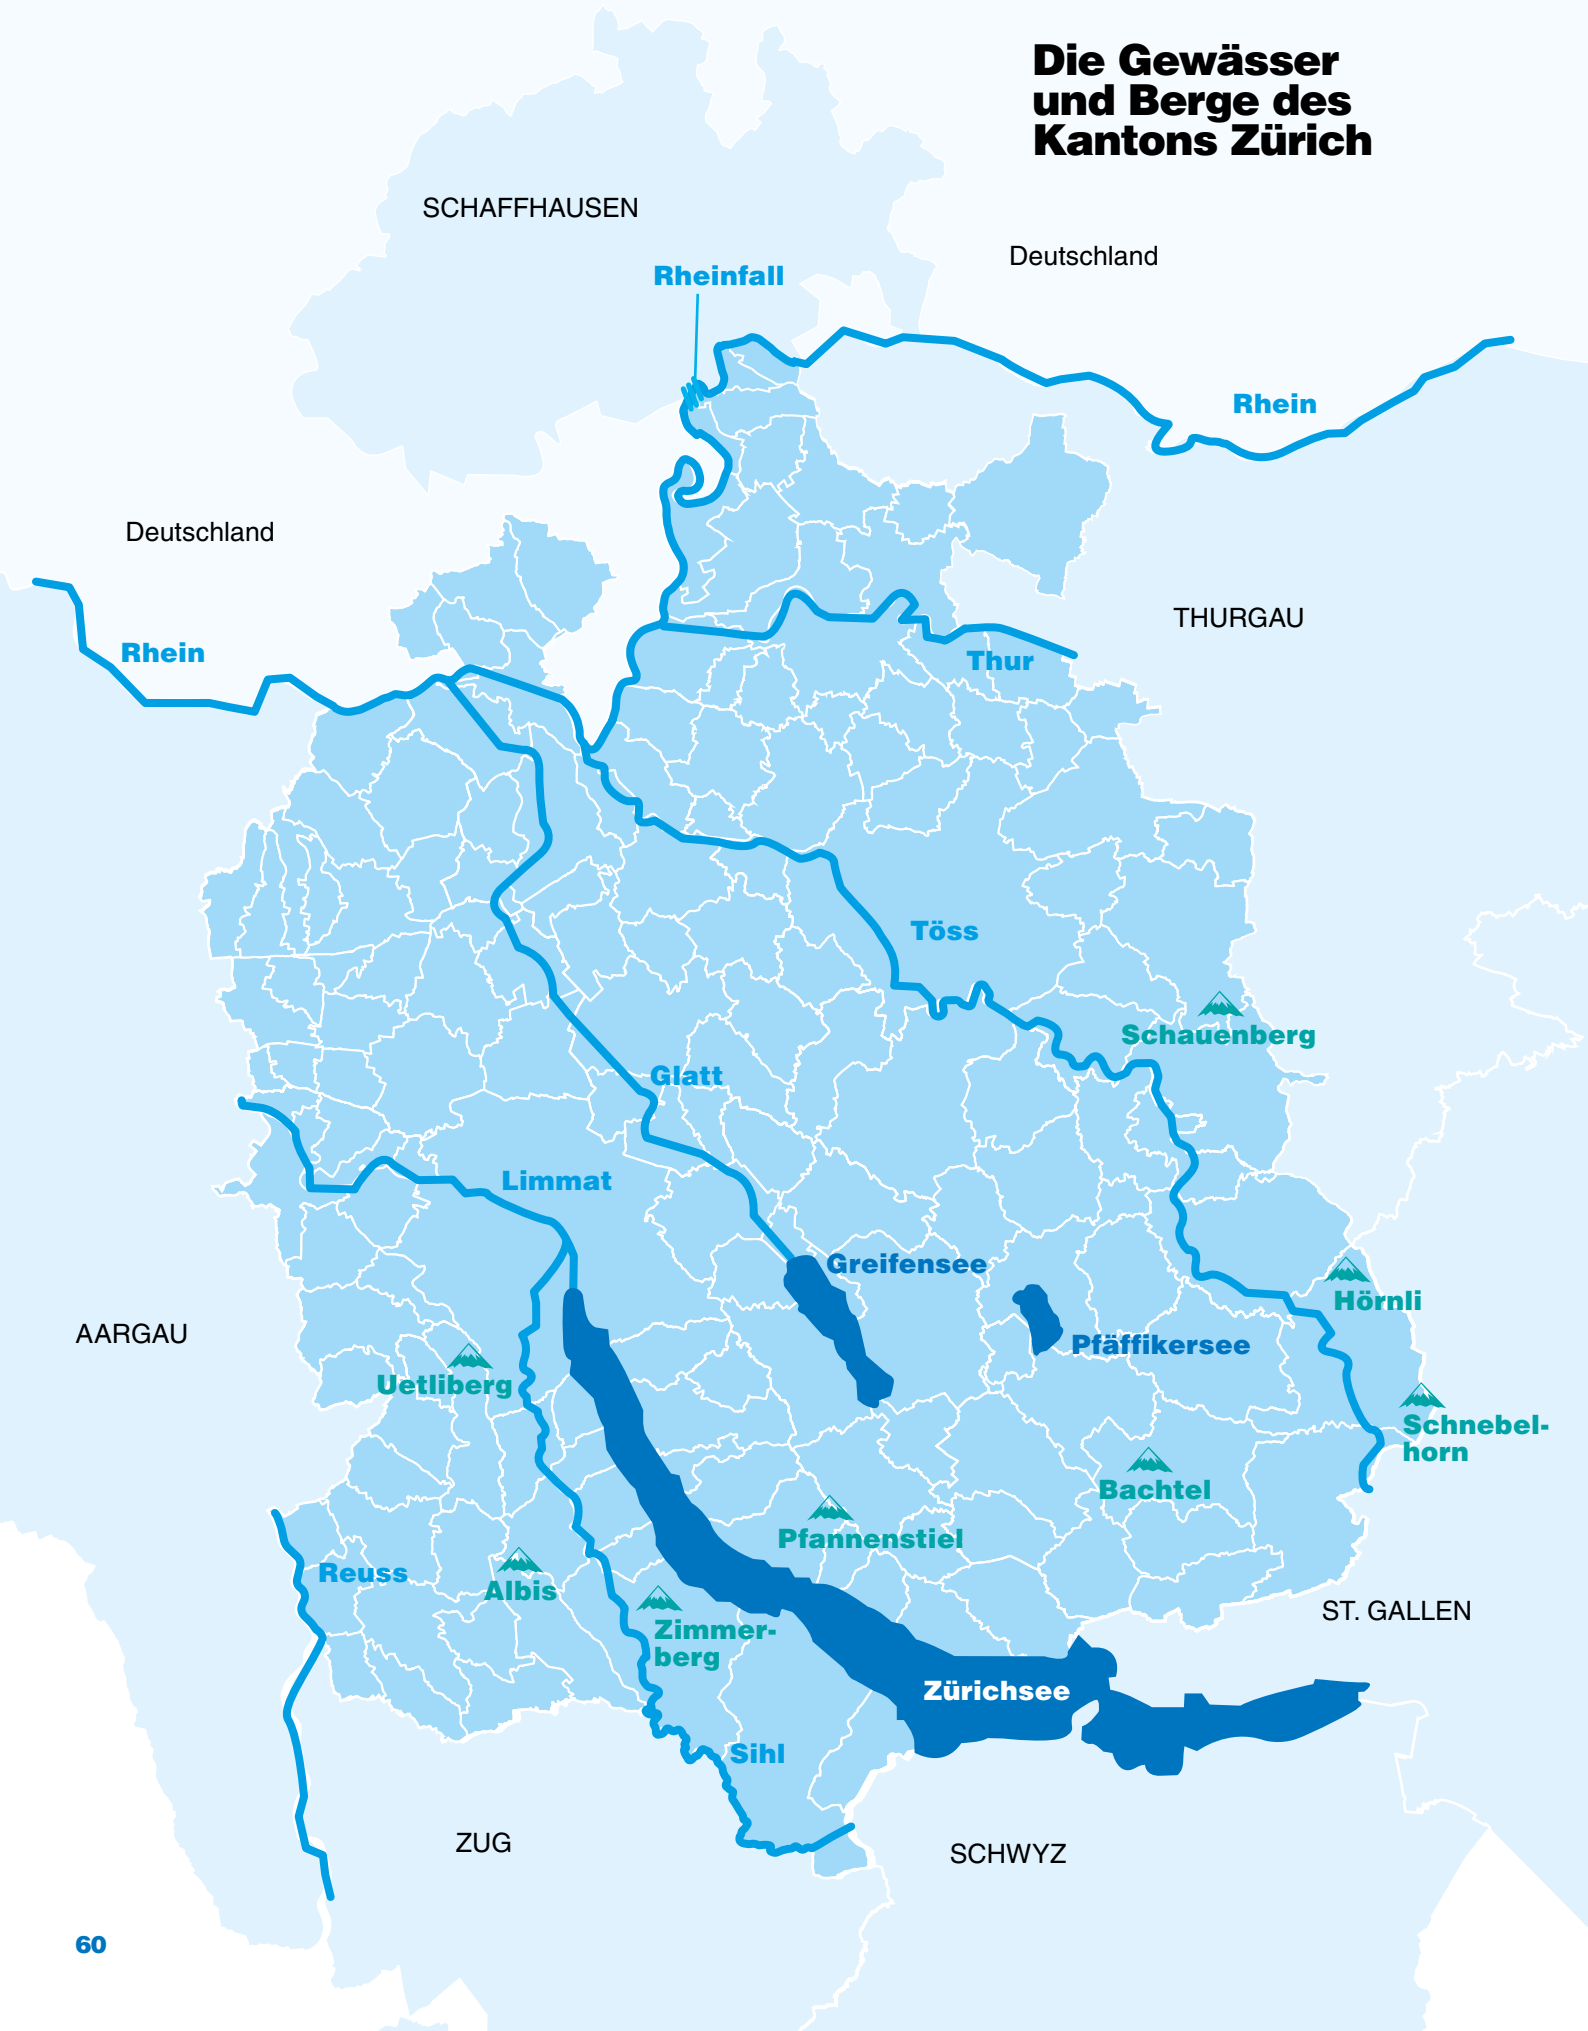 Die Gewässer
und Berge des
Kantons Zürich
SCHAFFHAUSEN
Deutschland
Rheinfall
Rhein
Deutschland
THURGAU
Rhein
Thur
Töss
Schauenberg
Glatt
Limmat
Greifensee
Hörnli
AARGAU
Pfäffikersee
Uetliberg
Schnebel-
horn
Bachtel
Pfannenstiel
Reuss
Albis
ST. GALLEN
Zimmer-
berg
Zürichsee
Sihl
ZUG
SCHWYZ
60